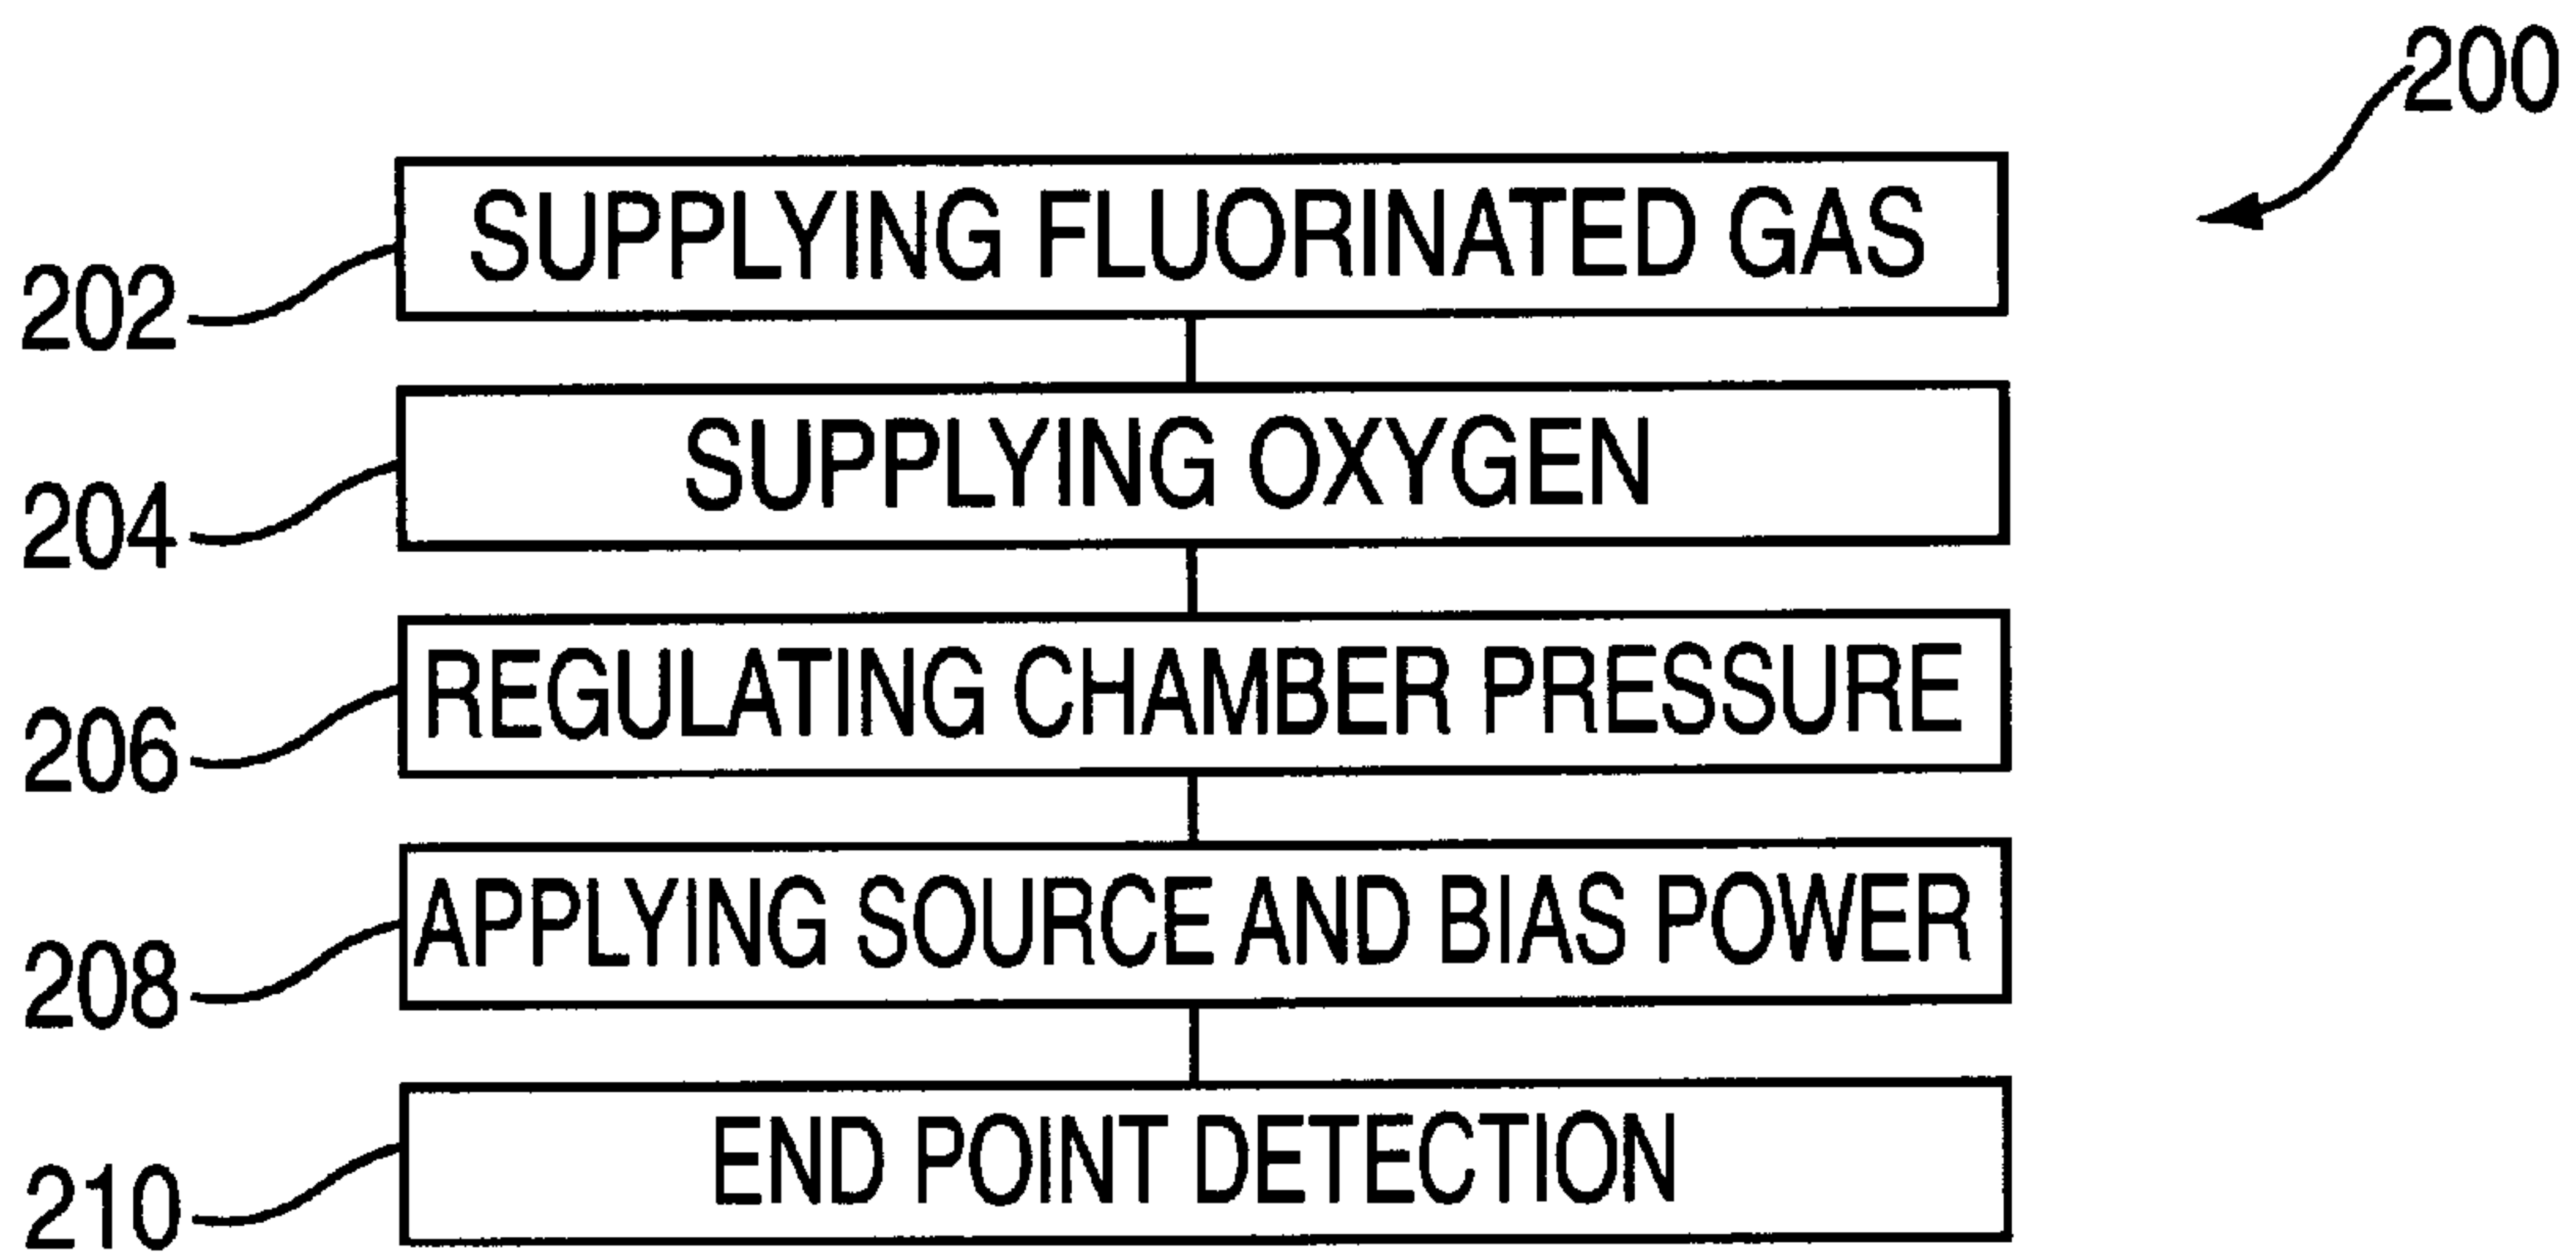 200
SUPPLYING FLUORINATED GAS
202
SUPPLYING OXYGEN
204
REGULATING CHAMBER PRESSURE
206
APPLYING SOURCE AND BIAS POWER
208
END POINT DETECTION
210